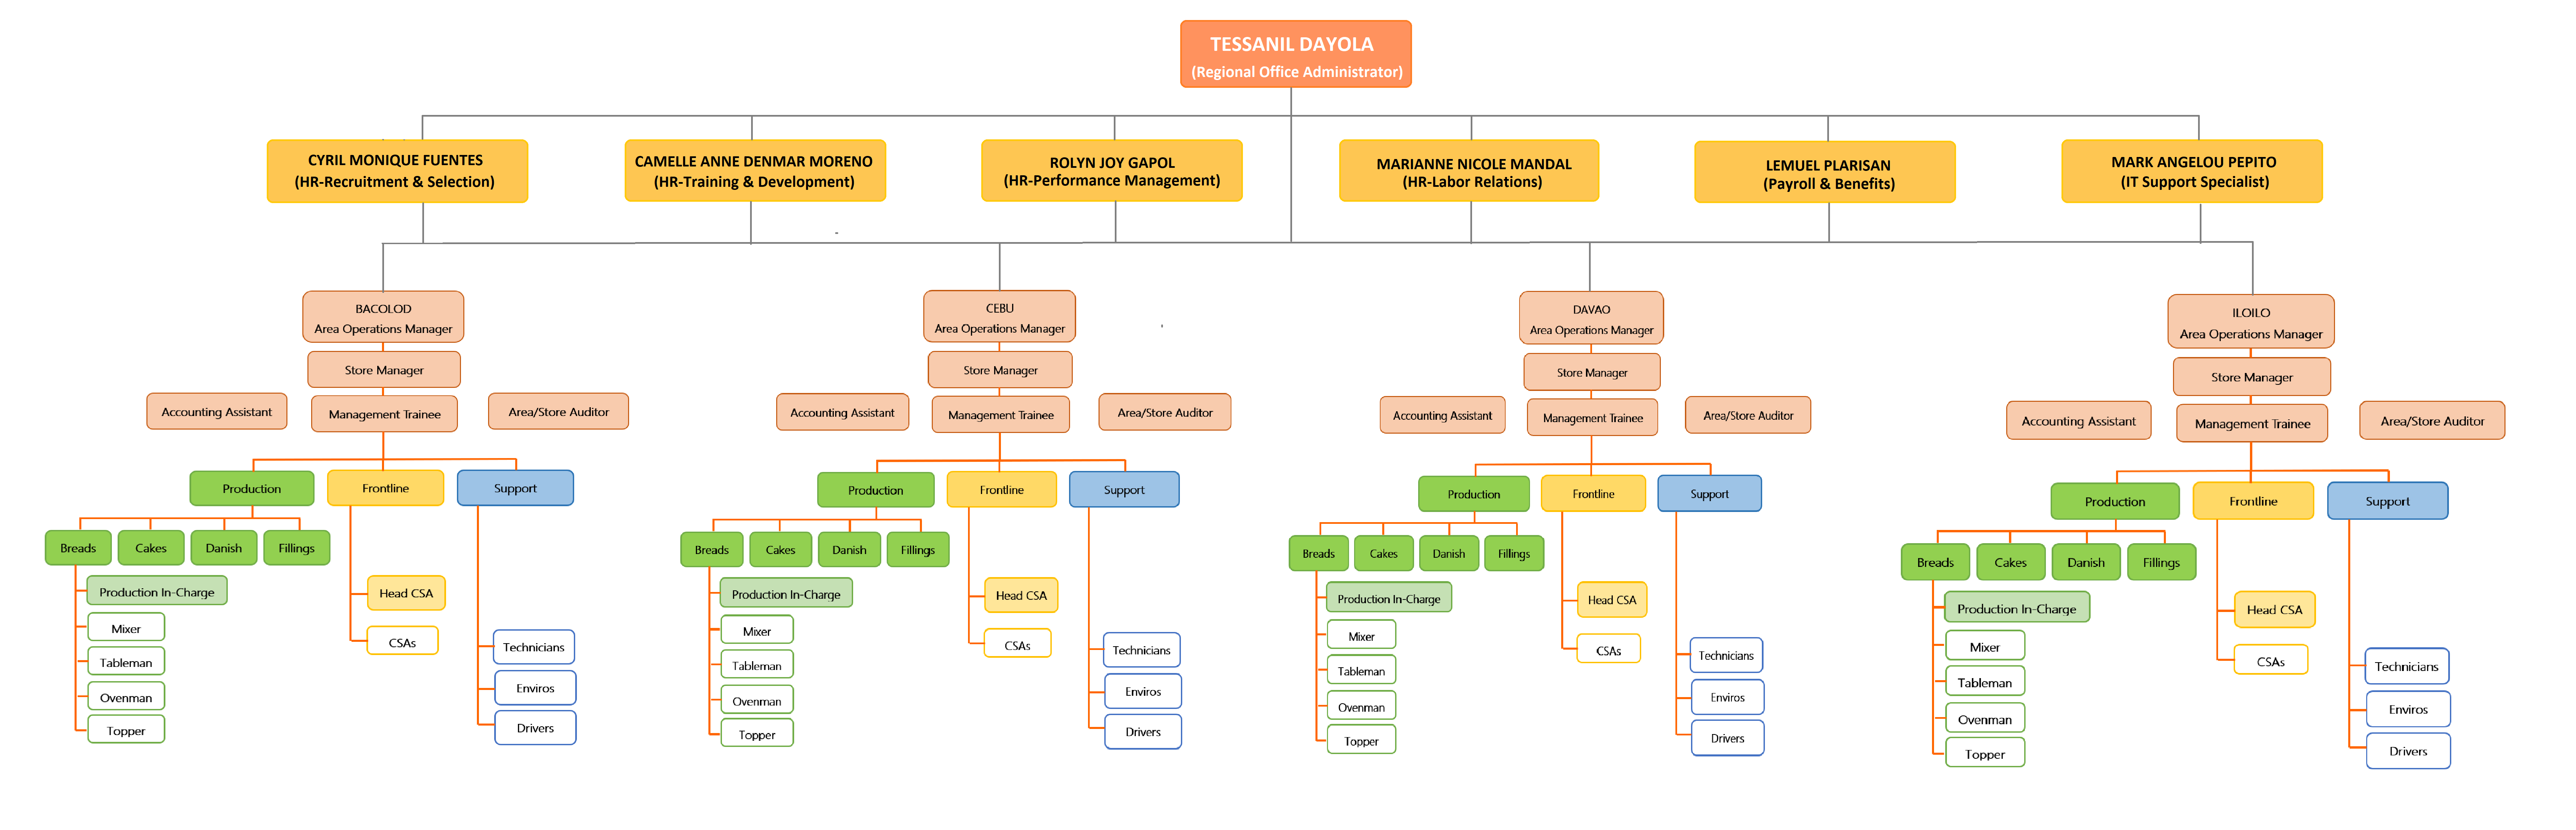 TESSANIL DAYOLA
(Regional Office Administrator)
CYRIL MONIQUE FUENTES
(HR-Recruitment & Selection)
CAMELLE ANNE DENMAR MORENO
(HR-Training & Development)
ROLYN JOY GAPOL
(HR-Performance Management)
MARIANNE NICOLE MANDAL
(HR-Labor Relations)
LEMUEL PLARISAN
(Payroll & Benefits)
MARK ANGELOU PEPITO
(IT Support Specialist)
BACOLOD
Area Operations Manager
Store Manager
Accounting Assistant
Management Trainee
Area/Store Auditor
Production
Frontline
Support
Breads
Cakes
Danish
Fillings
Production In-Charge
Mixer
Tableman
Ovenman
Topper
Head CSA
CSAs
Technicians
Enviros
Drivers
CEBU
Area Operations Manager
Store Manager
Accounting Assistant
Management Trainee
Area/Store Auditor
Production
Frontline
Support
Breads
Cakes
Danish
Fillings
Production In-Charge
Mixer
Tableman
Ovenman
Topper
Head CSA
CSAs
Technicians
Enviros
Drivers
DAVAO
Area Operations Manager
Store Manager
Accounting Assistant
Management Trainee
Area/Store Auditor
Production
Frontline
Support
Breads
Cakes
Danish
Fillings
Production In-Charge
Mixer
Tableman
Ovenman
Topper
Head CSA
CSAs
Technicians
Enviros
Drivers
ILOILO
Area Operations Manager
Store Manager
Accounting Assistant
Management Trainee
Area/Store Auditor
Production
Frontline
Support
Breads
Cakes
Danish
Fillings
Production In-Charge
Mixer
Tableman
Ovenman
Topper
Head CSA
CSAs
Technicians
Enviros
Drivers